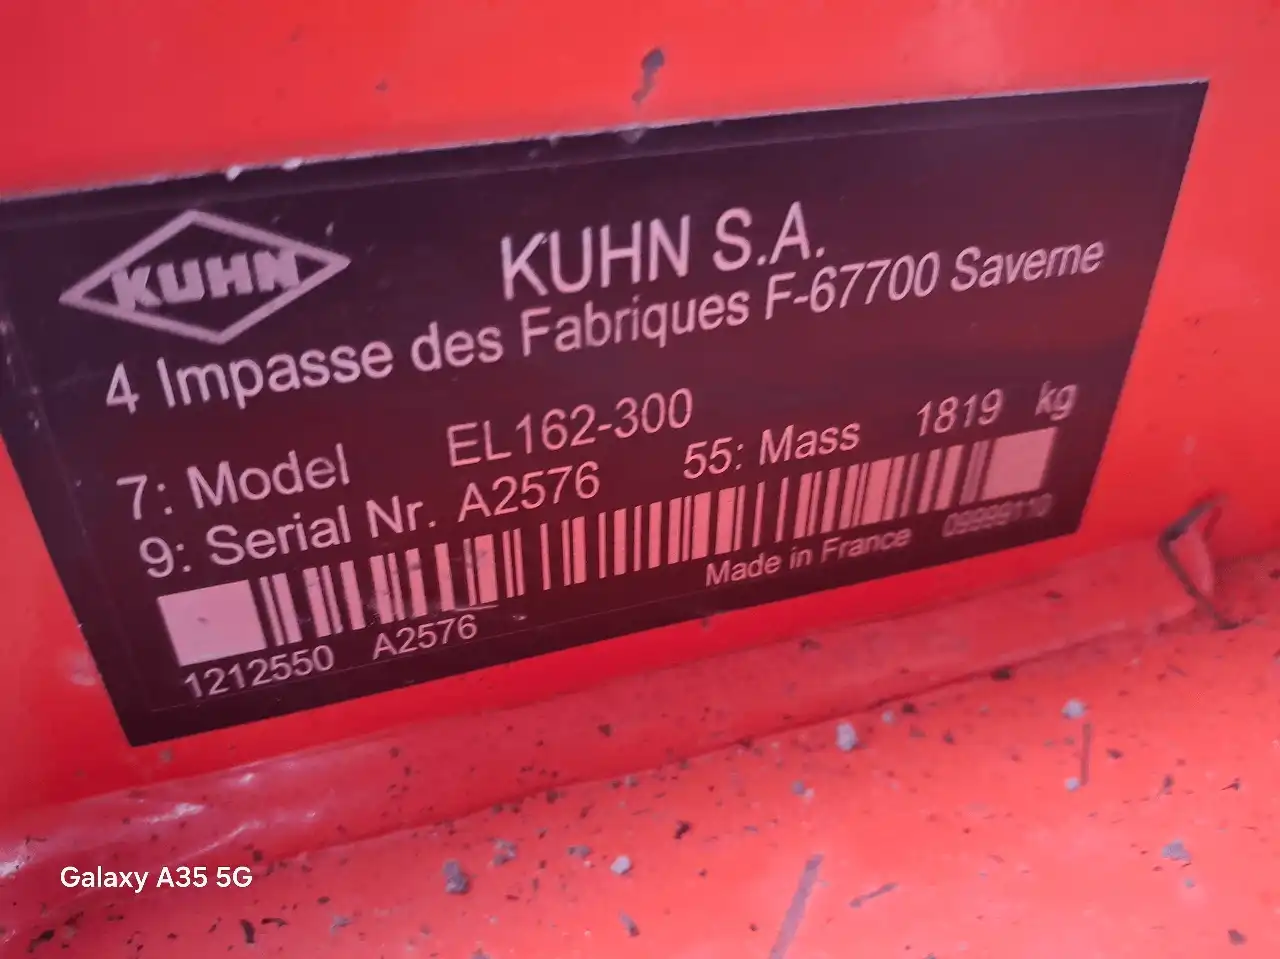 KUHN
KUHN S.A.
4 Impasse des Fabriques F-67700 Saverne
7: Model EL162-300
9: Serial Nr. A2576 55: Mass 1819 kg
Made in France 09999110
1212550 A2576
Galaxy A35 5G